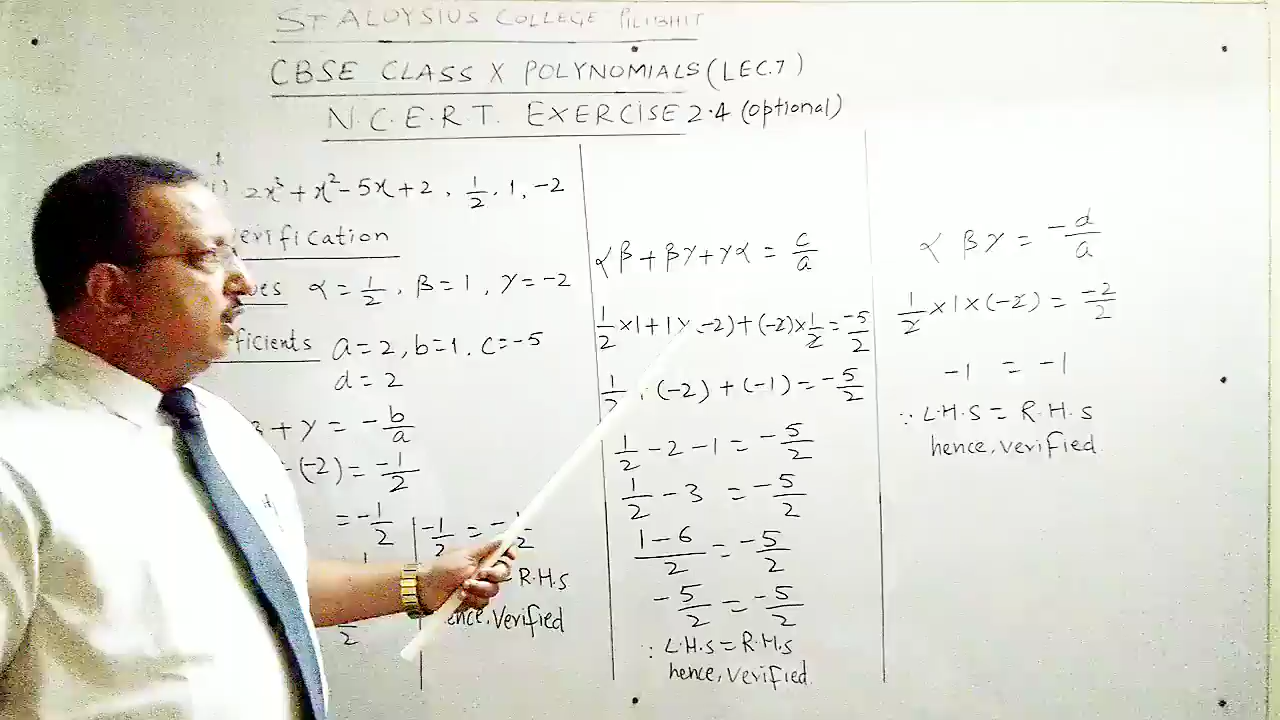 ST ALOYSIUS COLLEGE PILIBHIT
CBSE CLASS X POLYNOMIALS (LEC.7)
N.C.E.R.T. EXERCISE 2.4 (optional)
2x³ + x² - 5x + 2 , 1/2 , 1 , -2
erification
es α = 1/2 , β = 1 , γ = -2
ficients a = 2, b = 1, c = -5
d = 2
+ γ = -b/a
(-2) = -1/2
= -1/2
-1/2 = -1/2
= R.H.S
ence, verified
αβ + βγ + γα = c/a
1/2 × 1 + 1 × -2) + (-2) × 1/2 = -5/2
1/2 (-2) + (-1) = -5/2
1/2 - 2 - 1 = -5/2
1/2 - 3 = -5/2
1-6/2 = -5/2
-5/2 = -5/2
∴ L.H.S = R.H.S
hence, verified.
α β γ = -d/a
1/2 × 1 × (-2) = -2/2
-1 = -1
∵ L.H.S = R.H.S
hence, verified.